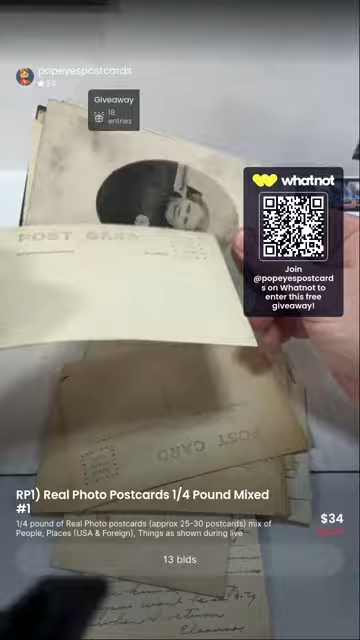 popeyespostcards
5.0
Giveaway
18
entries
whatnot
Join
@popeyespostcard
s on Whatnot to
enter this free
giveaway!
POST CARD
POST CARD
RP1) Real Photo Postcards 1/4 Pound Mixed
#1
$34
1/4 pound of Real Photo postcards (approx 25-30 postcards) mix of
People, Places (USA & Foreign), Things as shown during live
13 bids
return
Eleanor